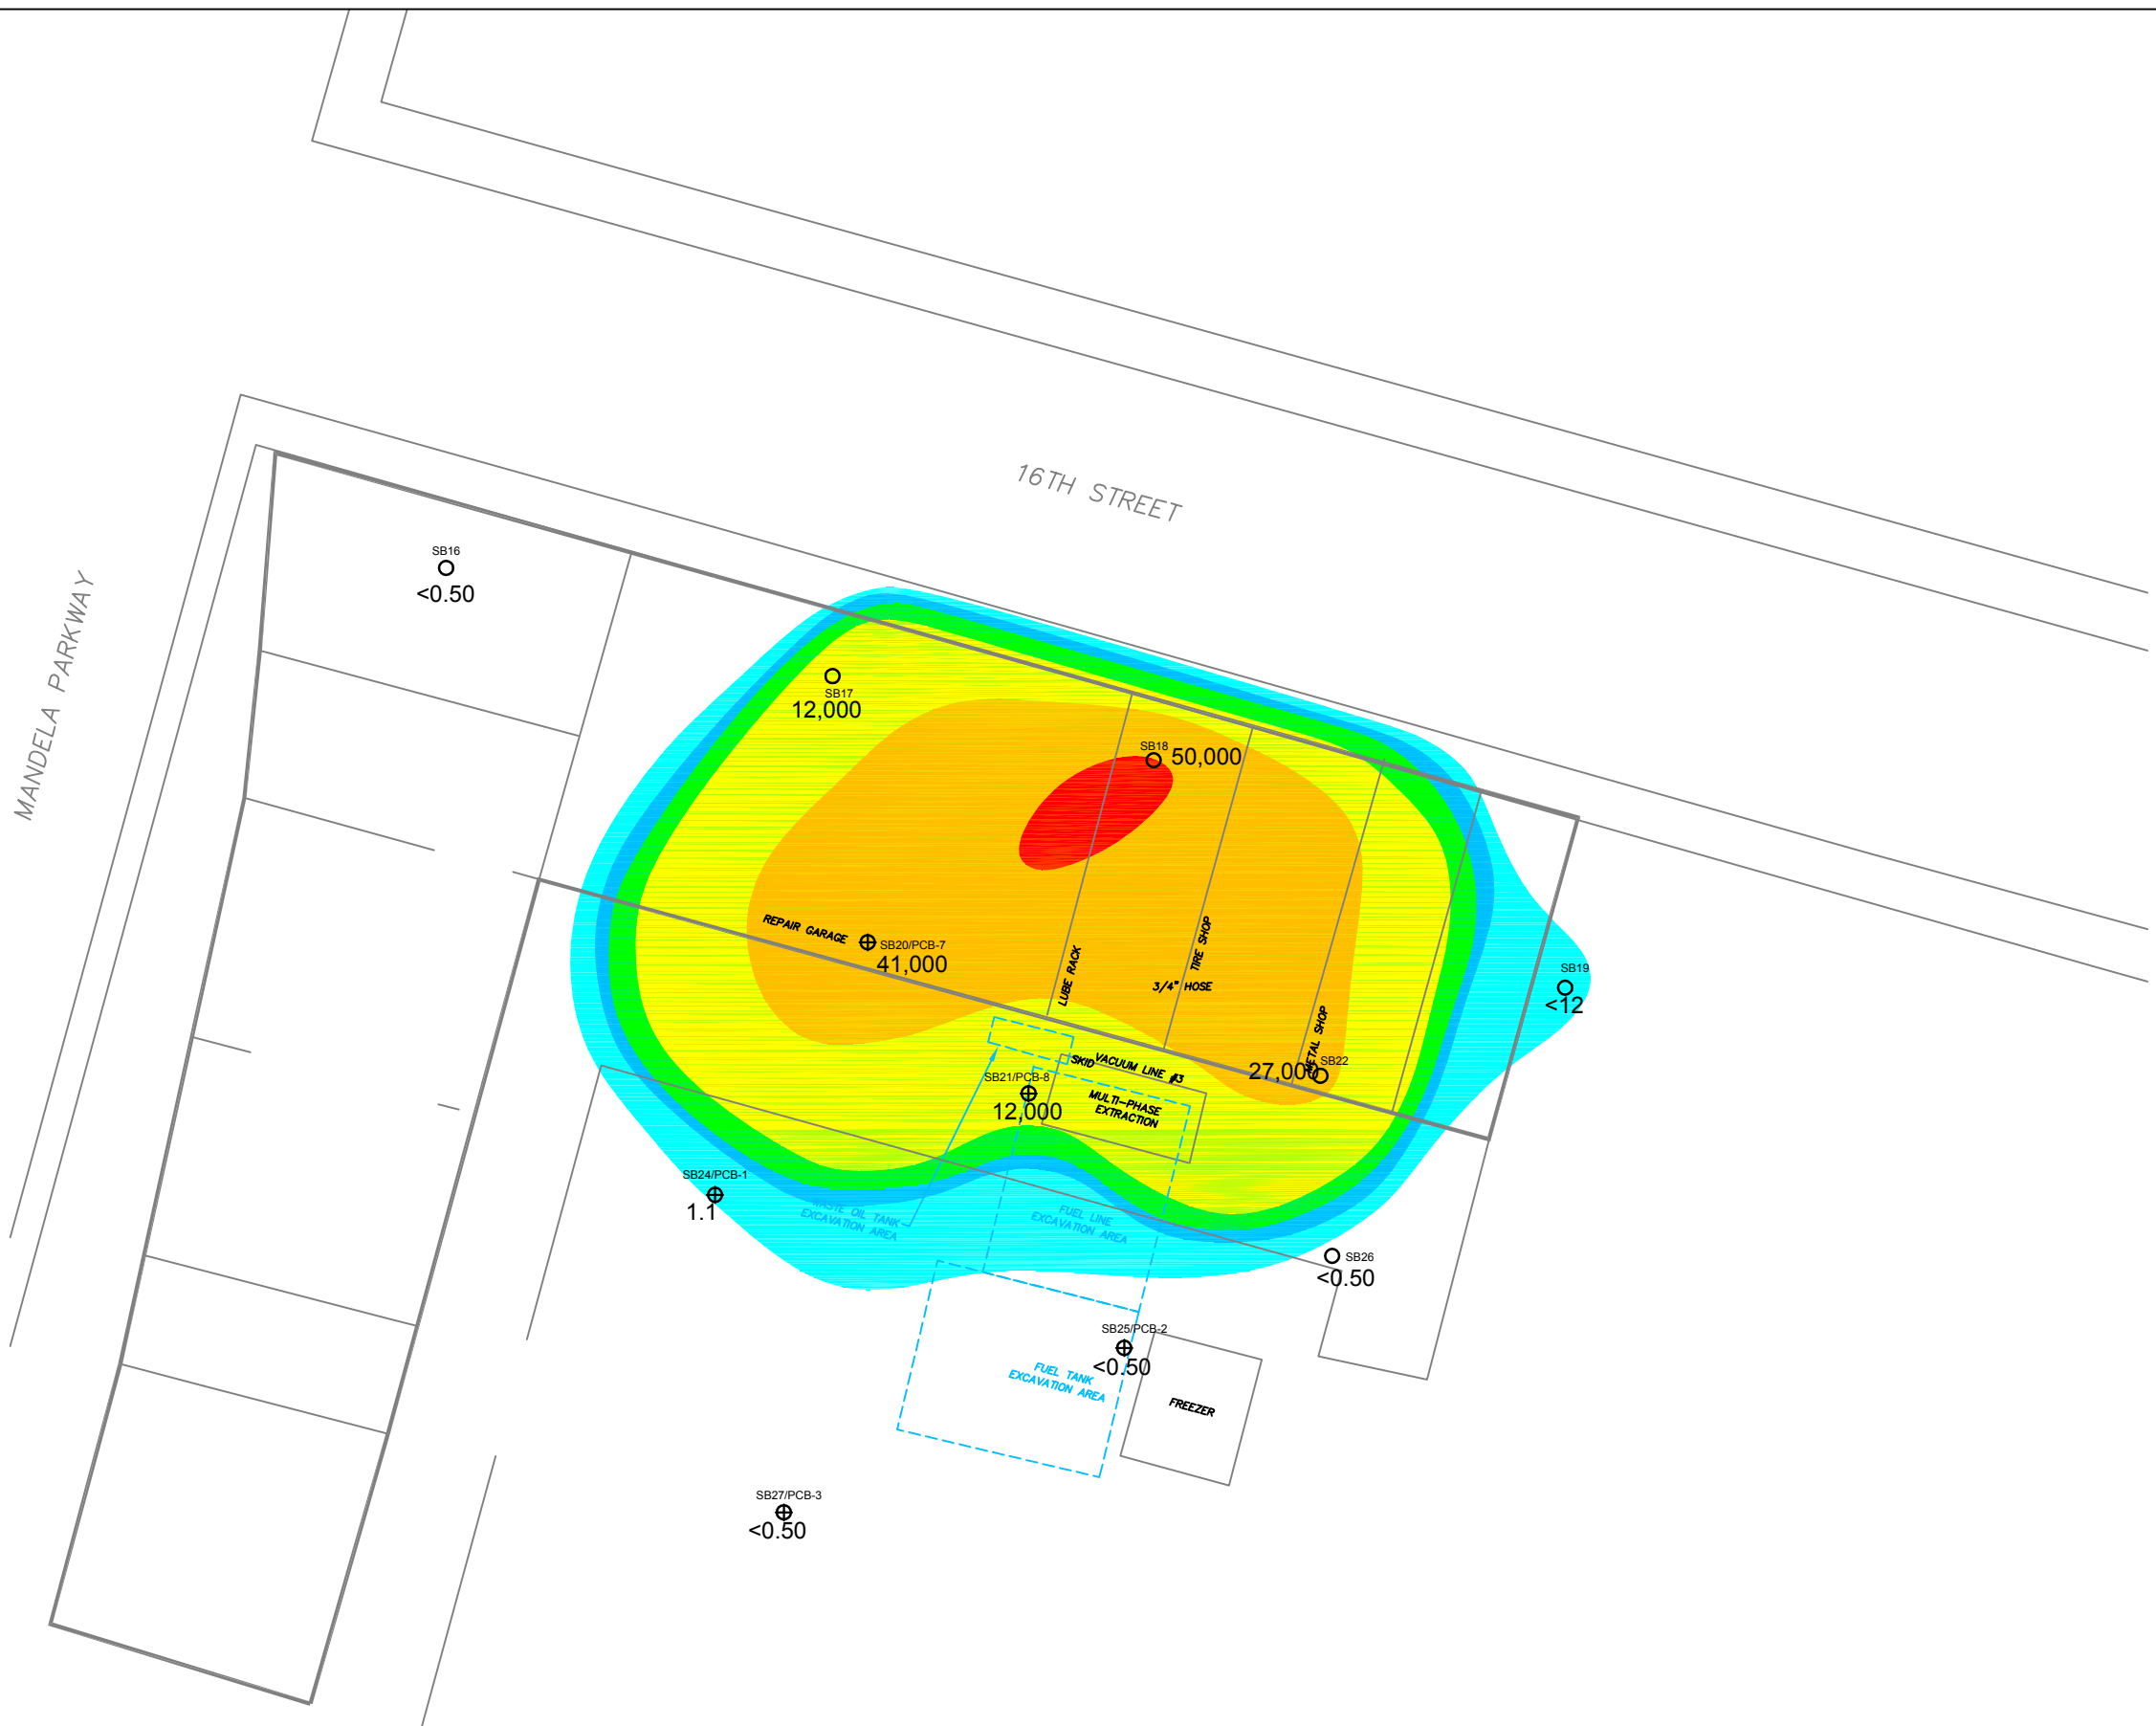 16TH STREET
MANDELA PARKWAY
SB16
<0.50
SB17
12,000
SB18
50,000
REPAIR GARAGE
SB20/PCB-7
41,000
LUBE RACK
TIRE SHOP
3/4" HOSE
SB19
<12
METAL SHOP
SB22
27,000
SKID
VACUUM LINE #3
SB21/PCB-8
12,000
MULTI-PHASE
EXTRACTION
SB24/PCB-1
1.1
WASTE OIL TANK
EXCAVATION AREA
FUEL LINE
EXCAVATION AREA
SB26
<0.50
SB25/PCB-2
<0.50
FUEL TANK
EXCAVATION AREA
FREEZER
SB27/PCB-3
<0.50